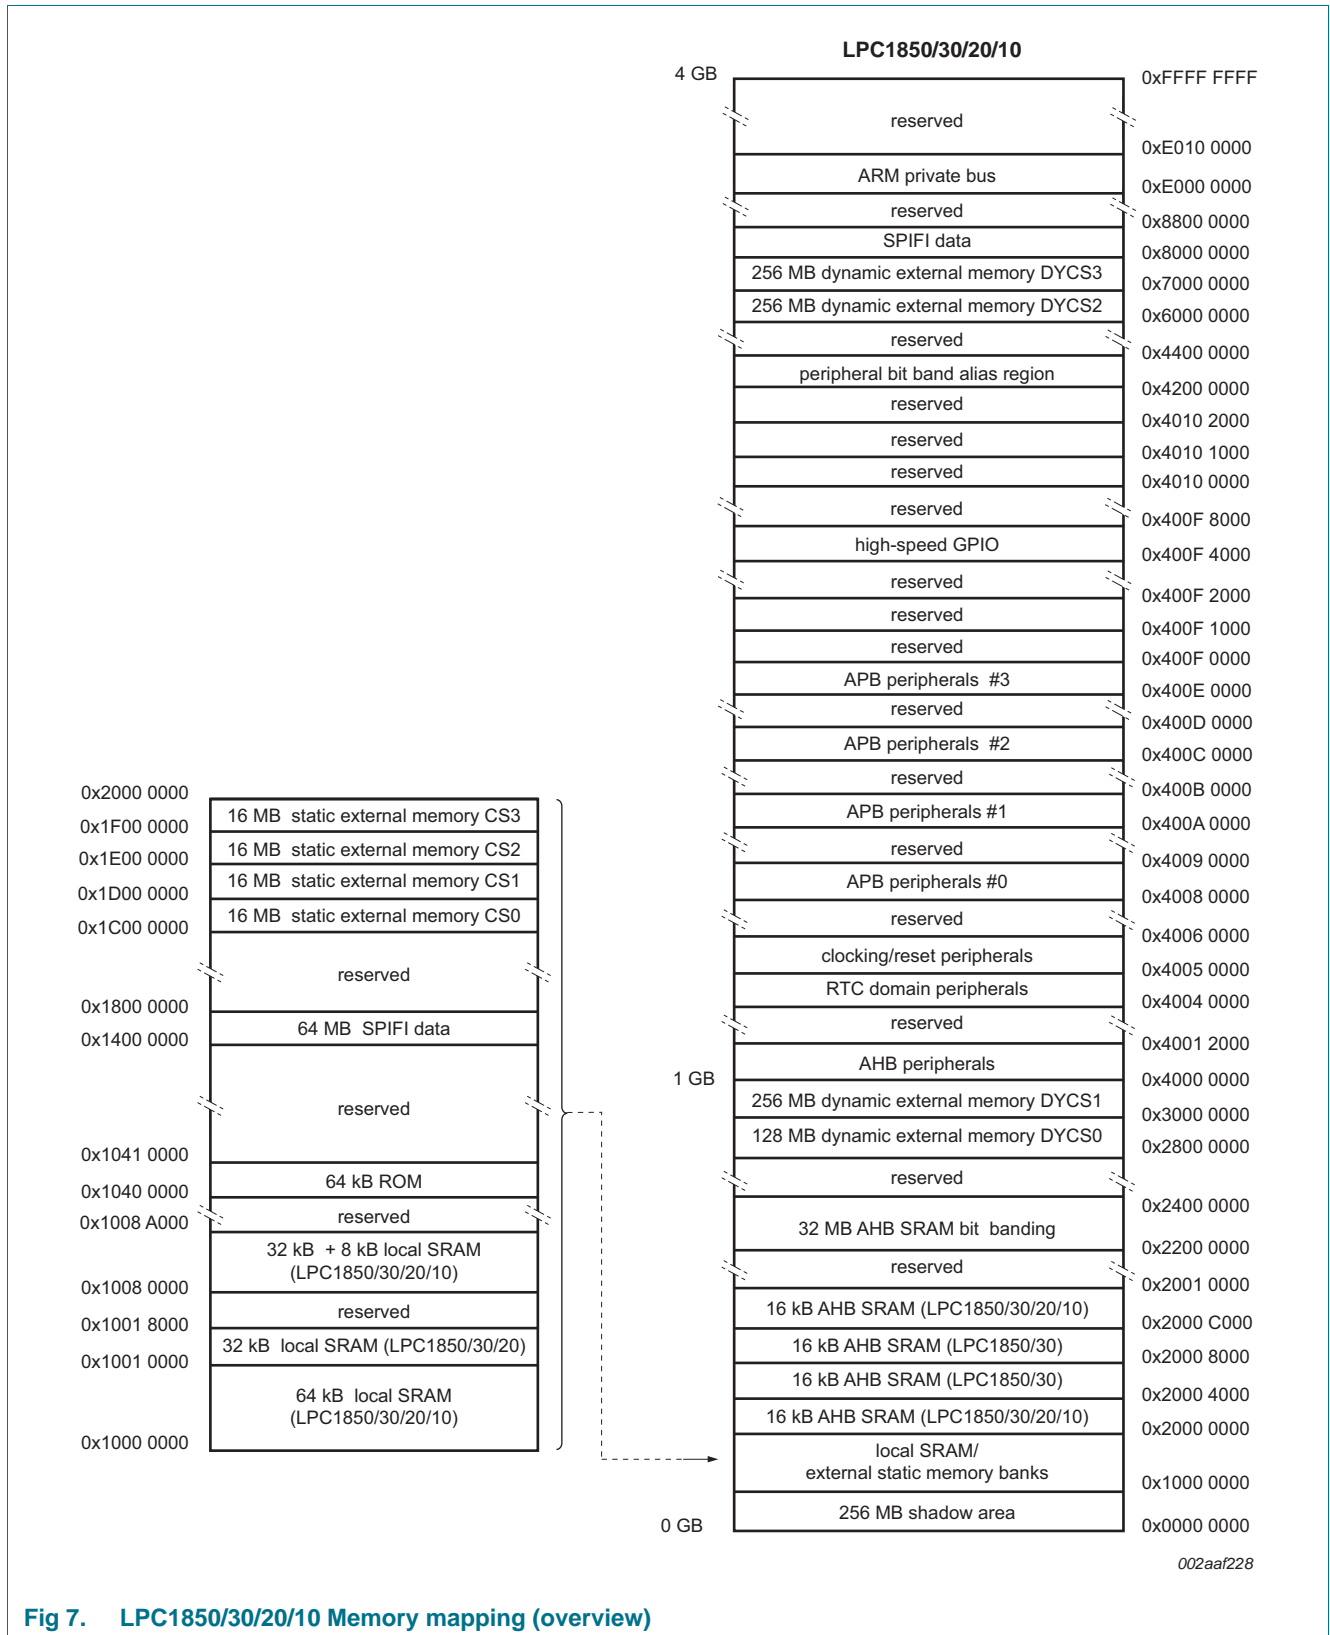 LPC1850/30/20/10
4 GB
0xFFFF FFFF
reserved
0xE010 0000
ARM private bus
0xE000 0000
reserved
0x8800 0000
SPIFI data
0x8000 0000
256 MB dynamic external memory DYCS3
0x7000 0000
256 MB dynamic external memory DYCS2
0x6000 0000
reserved
0x4400 0000
peripheral bit band alias region
0x4200 0000
reserved
0x4010 2000
reserved
0x4010 1000
reserved
0x4010 0000
reserved
0x400F 8000
high-speed GPIO
0x400F 4000
reserved
0x400F 2000
reserved
0x400F 1000
reserved
0x400F 0000
APB peripherals #3
0x400E 0000
reserved
0x400D 0000
APB peripherals #2
0x400C 0000
reserved
0x400B 0000
APB peripherals #1
0x400A 0000
reserved
0x4009 0000
APB peripherals #0
0x4008 0000
reserved
0x4006 0000
clocking/reset peripherals
0x4005 0000
RTC domain peripherals
0x4004 0000
reserved
0x4001 2000
AHB peripherals
1 GB
0x4000 0000
256 MB dynamic external memory DYCS1
0x3000 0000
128 MB dynamic external memory DYCS0
0x2800 0000
reserved
0x2400 0000
32 MB AHB SRAM bit banding
0x2200 0000
reserved
0x2001 0000
16 kB AHB SRAM (LPC1850/30/20/10)
0x2000 C000
16 kB AHB SRAM (LPC1850/30)
0x2000 8000
16 kB AHB SRAM (LPC1850/30)
0x2000 4000
16 kB AHB SRAM (LPC1850/30/20/10)
0x2000 0000
local SRAM/
external static memory banks
0x1000 0000
256 MB shadow area
0 GB
0x0000 0000
0x2000 0000
16 MB static external memory CS3
0x1F00 0000
16 MB static external memory CS2
0x1E00 0000
16 MB static external memory CS1
0x1D00 0000
16 MB static external memory CS0
0x1C00 0000
reserved
0x1800 0000
64 MB SPIFI data
0x1400 0000
reserved
0x1041 0000
64 kB ROM
0x1040 0000
reserved
0x1008 A000
32 kB + 8 kB local SRAM
(LPC1850/30/20/10)
0x1008 0000
reserved
0x1001 8000
32 kB local SRAM (LPC1850/30/20)
0x1001 0000
64 kB local SRAM
(LPC1850/30/20/10)
0x1000 0000
002aaf228
Fig 7. LPC1850/30/20/10 Memory mapping (overview)